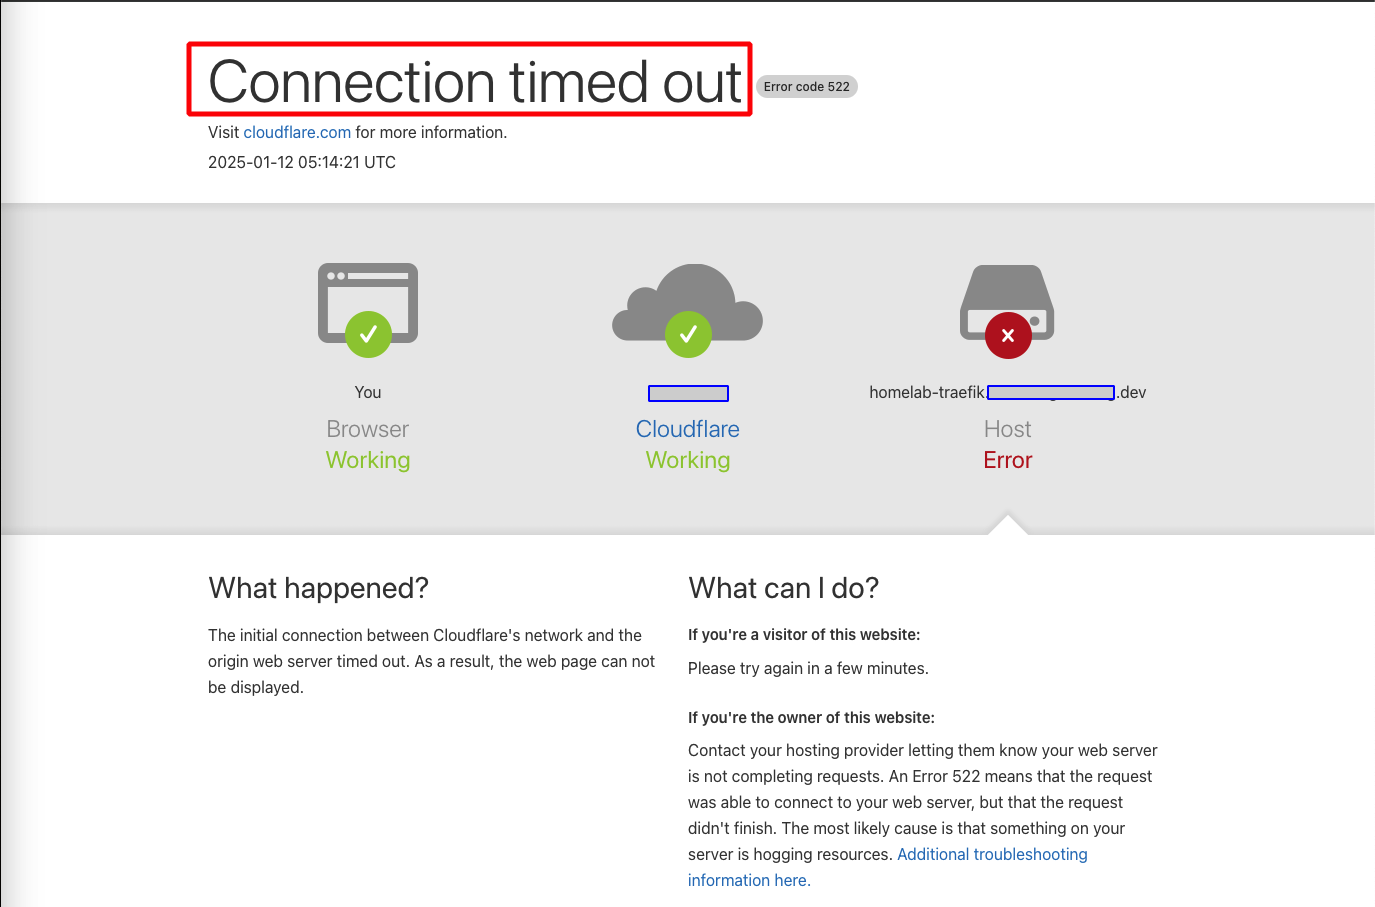 Connection timed out Error code 522
Visit cloudflare.com for more information.
2025-01-12 05:14:21 UTC
You
Browser
Working
Cloudflare
Working
homelab-traefik. .dev
Host
Error
What happened?
The initial connection between Cloudflare's network and the
origin web server timed out. As a result, the web page can not
be displayed.
What can I do?
If you're a visitor of this website:
Please try again in a few minutes.
If you're the owner of this website:
Contact your hosting provider letting them know your web server
is not completing requests. An Error 522 means that the request
was able to connect to your web server, but that the request
didn't finish. The most likely cause is that something on your
server is hogging resources. Additional troubleshooting
information here.